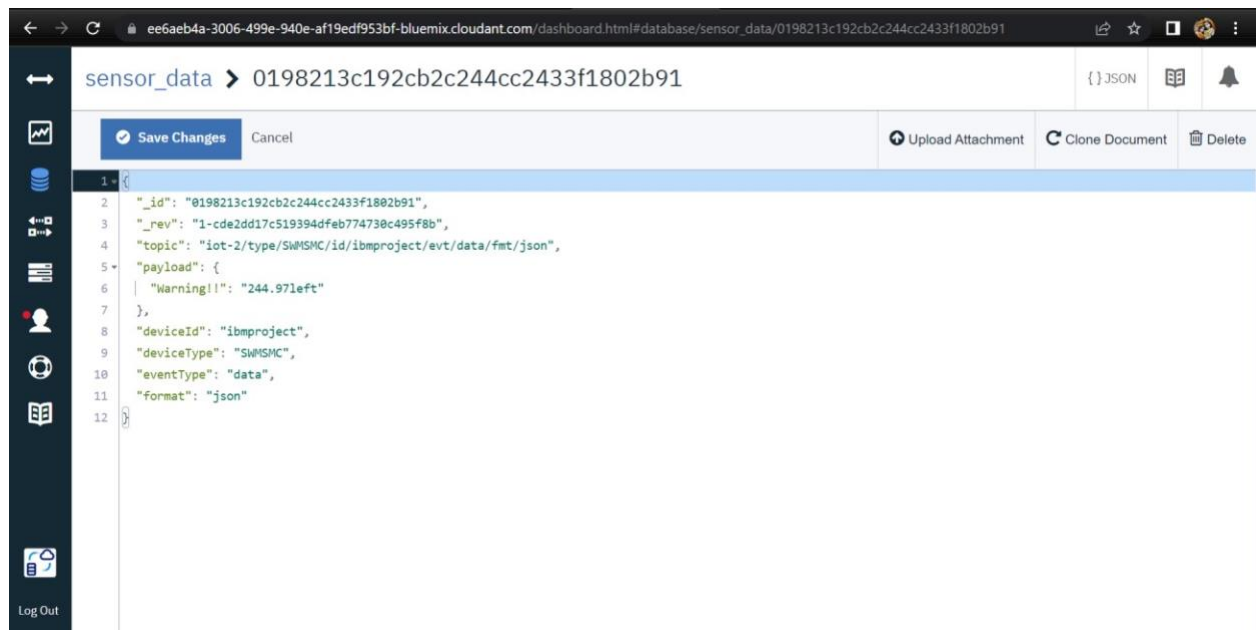 ee6aeb4a-3006-499e-940e-af19edf953bf-bluemix.cloudant.com/dashboard.html#database/sensor_data/0198213c192cb2c244cc2433f1802b91
sensor_data > 0198213c192cb2c244cc2433f1802b91
{ } JSON
Save Changes Cancel Upload Attachment Clone Document Delete
1 {
2 "_id": "0198213c192cb2c244cc2433f1802b91",
3 "_rev": "1-cde2dd17c519394dfeb774730c495f8b",
4 "topic": "iot-2/type/SWMSMC/id/ibmproject/evt/data/fmt/json",
5 "payload": {
6 "Warning!!": "244.97left"
7 },
8 "deviceId": "ibmproject",
9 "deviceType": "SWMSMC",
10 "eventType": "data",
11 "format": "json"
12 }
Log Out